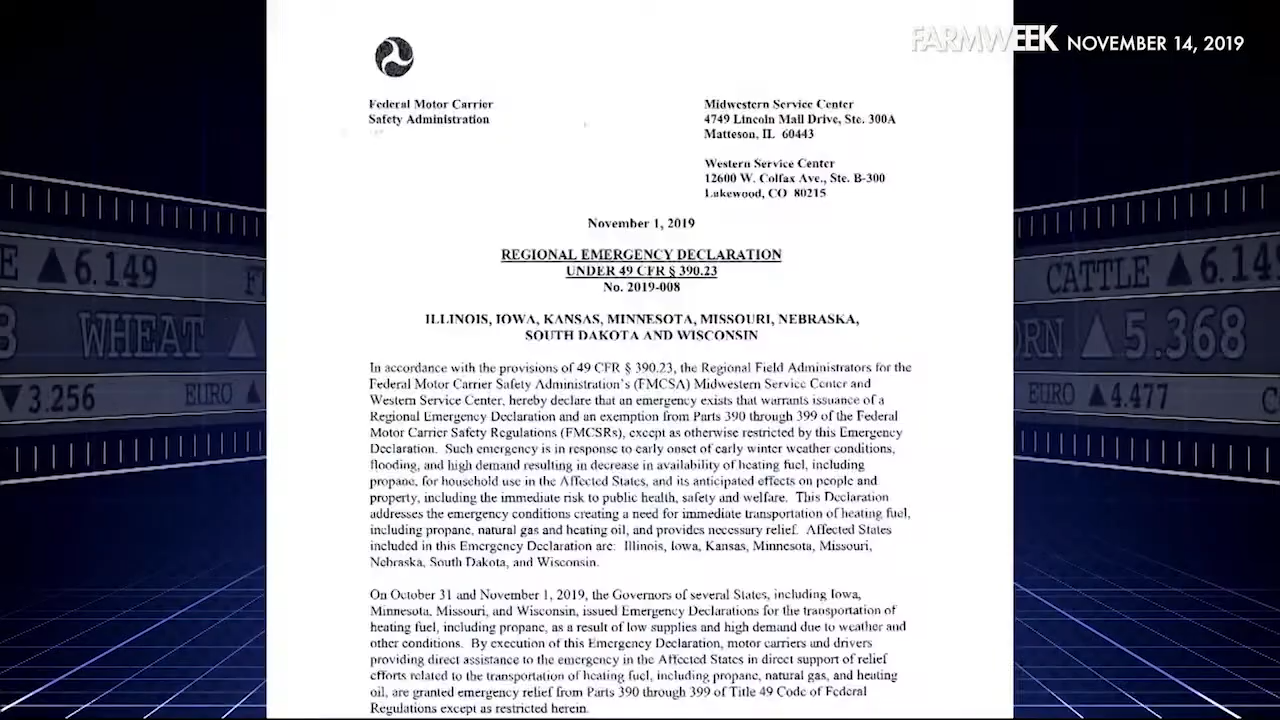 FARMWEEK NOVEMBER 14, 2019
Federal Motor Carrier
Safety Administration
Midwestern Service Center
4749 Lincoln Mall Drive, Ste. 300A
Matteson, IL 60443
Western Service Center
12600 W. Colfax Ave., Ste. B-300
Lakewood, CO 80215
November 1, 2019
REGIONAL EMERGENCY DECLARATION
UNDER 49 CFR § 390.23
No. 2019-008
ILLINOIS, IOWA, KANSAS, MINNESOTA, MISSOURI, NEBRASKA,
SOUTH DAKOTA AND WISCONSIN
In accordance with the provisions of 49 CFR § 390.23, the Regional Field Administrators for the
Federal Motor Carrier Safety Administration's (FMCSA) Midwestern Service Center and
Western Service Center, hereby declare that an emergency exists that warrants issuance of a
Regional Emergency Declaration and an exemption from Parts 390 through 399 of the Federal
Motor Carrier Safety Regulations (FMCSRs), except as otherwise restricted by this Emergency
Declaration. Such emergency is in response to early onset of early winter weather conditions,
flooding, and high demand resulting in decrease in availability of heating fuel, including
propane, for household use in the Affected States, and its anticipated effects on people and
property, including the immediate risk to public health, safety and welfare. This Declaration
addresses the emergency conditions creating a need for immediate transportation of heating fuel,
including propane, natural gas and heating oil, and provides necessary relief. Affected States
included in this Emergency Declaration are: Illinois, Iowa, Kansas, Minnesota, Missouri,
Nebraska, South Dakota, and Wisconsin.
On October 31 and November 1, 2019, the Governors of several States, including Iowa,
Minnesota, Missouri, and Wisconsin, issued Emergency Declarations for the transportation of
heating fuel, including propane, as a result of low supplies and high demand due to weather and
other conditions. By execution of this Emergency Declaration, motor carriers and drivers
providing direct assistance to the emergency in the Affected States in direct support of relief
efforts related to the transportation of heating fuel, including propane, natural gas, and heating
oil, are granted emergency relief from Parts 390 through 399 of Title 49 Code of Federal
Regulations except as restricted herein.
▲6.149
WHEAT ▲
▼3.256 EURO ▲
CATTLE ▲6.149
▲5.368
EURO ▲4.477